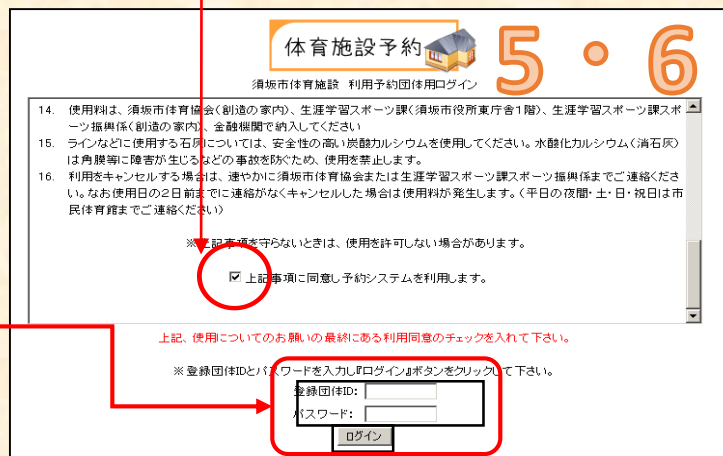 体育施設予約
5・6
須坂市体育施設 利用予約団体用ログイン
14. 使用料は、須坂市体育協会(創造の家内)、生涯学習スポーツ課(須坂市役所東庁舎1階)、生涯学習スポーツ課スポ
ーツ振興係(創造の家内)、金融機関で納入してください
15. ラインなどに使用する石灰については、安全性の高い炭酸カルシウムを使用してください。水酸化カルシウム(消石灰)
は角膜等に障害が生じるなどの事故を防ぐため、使用を禁止します。
16. 利用をキャンセルする場合は、速やかに須坂市体育協会または生涯学習スポーツ課スポーツ振興係までご連絡くださ
い。なお使用日の2日前までに連絡がなくキャンセルした場合は使用料が発生します。(平日の夜間・土・日・祝日は市
民体育館までご連絡ください)
※上記事項を守らないときは、使用を許可しない場合があります。
上記事項に同意し予約システムを利用します。
上記、使用についてのお願いの最終にある利用同意のチェックを入れて下さい。
※登録団体IDとパスワードを入力し『ログイン』ボタンをクリックして下さい。
登録団体ID:
パスワード:
ログイン